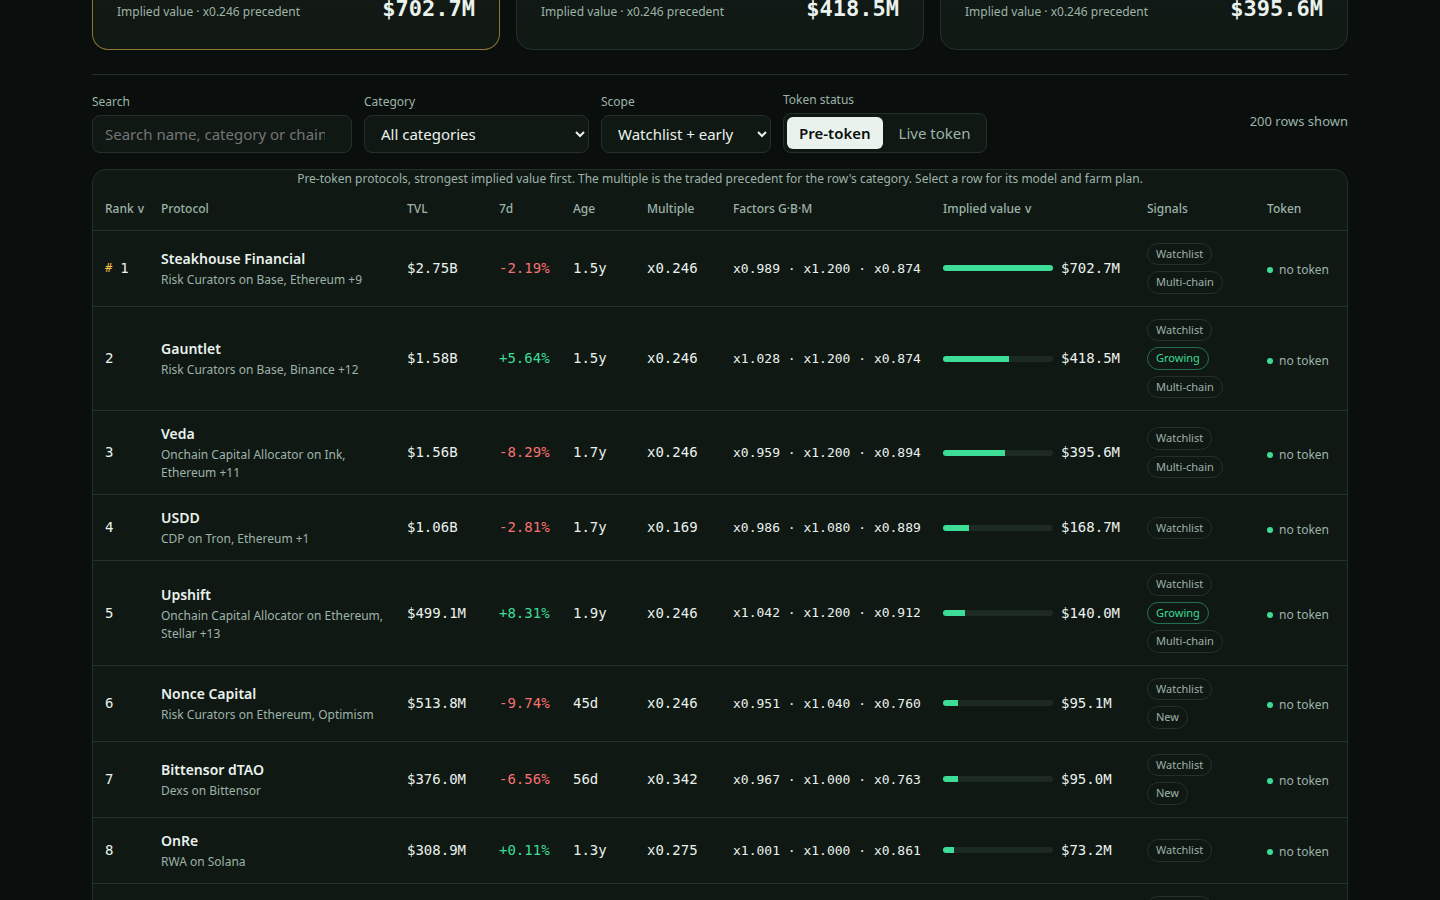 Implied value · x0.246 precedent $702.7M
Implied value · x0.246 precedent $418.5M
Implied value · x0.246 precedent $395.6M
Search
Category
Scope
Token status
Search name, category or chain
All categories
Watchlist + early
Pre-token
Live token
200 rows shown
Pre-token protocols, strongest implied value first. The multiple is the traded precedent for the row's category. Select a row for its model and farm plan.
Rank v Protocol TVL 7d Age Multiple Factors G·B·M Implied value v Signals Token
# 1
Steakhouse Financial
Risk Curators on Base, Ethereum +9
$2.75B -2.19% 1.5y x0.246 x0.989 · x1.200 · x0.874 $702.7M
Watchlist
Multi-chain
no token
2
Gauntlet
Risk Curators on Base, Binance +12
$1.58B +5.64% 1.5y x0.246 x1.028 · x1.200 · x0.874 $418.5M
Watchlist
Growing
Multi-chain
no token
3
Veda
Onchain Capital Allocator on Ink,
Ethereum +11
$1.56B -8.29% 1.7y x0.246 x0.959 · x1.200 · x0.894 $395.6M
Watchlist
Multi-chain
no token
4
USDD
CDP on Tron, Ethereum +1
$1.06B -2.81% 1.7y x0.169 x0.986 · x1.080 · x0.889 $168.7M
Watchlist
no token
5
Upshift
Onchain Capital Allocator on Ethereum,
Stellar +13
$499.1M +8.31% 1.9y x0.246 x1.042 · x1.200 · x0.912 $140.0M
Watchlist
Growing
Multi-chain
no token
6
Nonce Capital
Risk Curators on Ethereum, Optimism
$513.8M -9.74% 45d x0.246 x0.951 · x1.040 · x0.760 $95.1M
Watchlist
New
no token
7
Bittensor dTAO
Dexs on Bittensor
$376.0M -6.56% 56d x0.342 x0.967 · x1.000 · x0.763 $95.0M
Watchlist
New
no token
8
OnRe
RWA on Solana
$308.9M +0.11% 1.3y x0.275 x1.001 · x1.000 · x0.861 $73.2M
Watchlist
no token